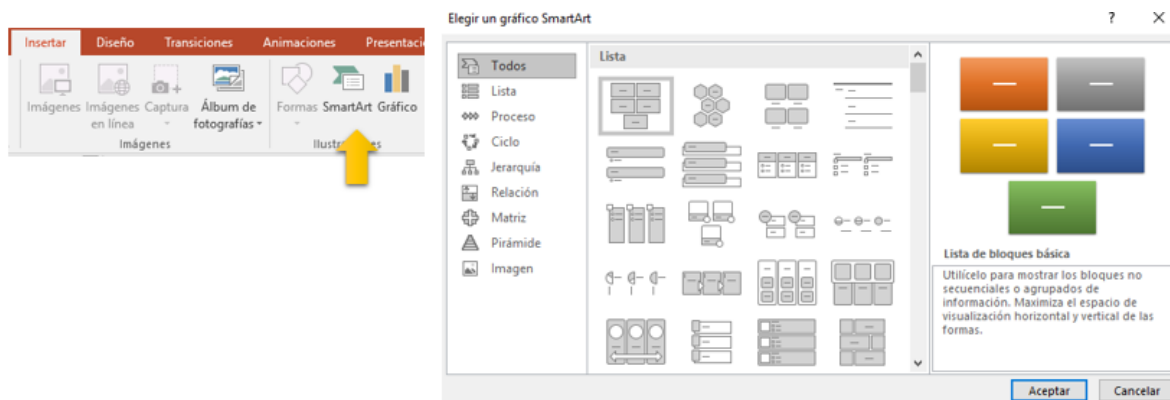 Insertar Diseño Transiciones Animaciones Presentaci
Imágenes Imágenes Captura Álbum de Formas SmartArt Gráfico
en línea fotografías
Imágenes
Elegir un gráfico SmartArt
? ×
Todos
Lista
Proceso
Ciclo
Jerarquía
Relación
Matriz
Pirámide
Imagen
Lista
Lista de bloques básica
Utilícelo para mostrar los bloques no
secuenciales o agrupados de
información. Maximiza el espacio de
visualización horizontal y vertical de las
formas.
Aceptar Cancelar